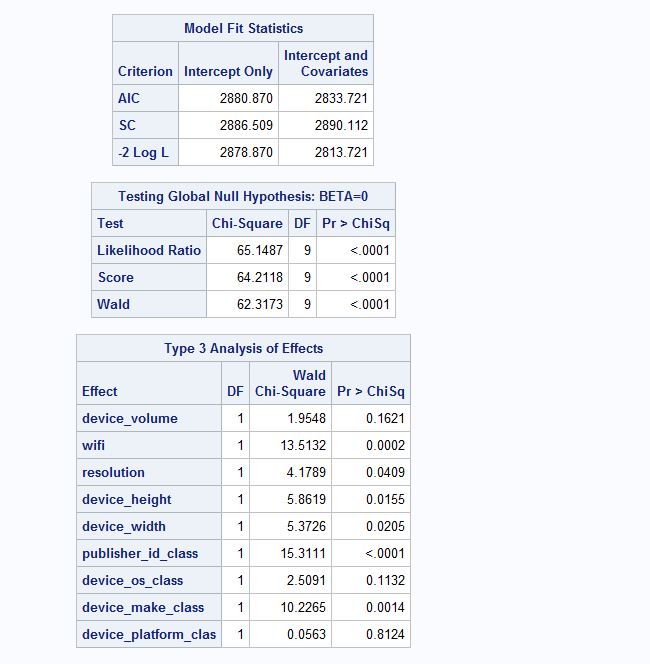 Model Fit Statistics
Criterion Intercept Only Intercept and Covariates
AIC 2880.870 2833.721
SC 2886.509 2890.112
-2 Log L 2878.870 2813.721
Testing Global Null Hypothesis: BETA=0
Test Chi-Square DF Pr > ChiSq
Likelihood Ratio 65.1487 9 <.0001
Score 64.2118 9 <.0001
Wald 62.3173 9 <.0001
Type 3 Analysis of Effects
Effect DF Wald Chi-Square Pr > ChiSq
device_volume 1 1.9548 0.1621
wifi 1 13.5132 0.0002
resolution 1 4.1789 0.0409
device_height 1 5.8619 0.0155
device_width 1 5.3726 0.0205
publisher_id_class 1 15.3111 <.0001
device_os_class 1 2.5091 0.1132
device_make_class 1 10.2265 0.0014
device_platform_clas 1 0.0563 0.8124